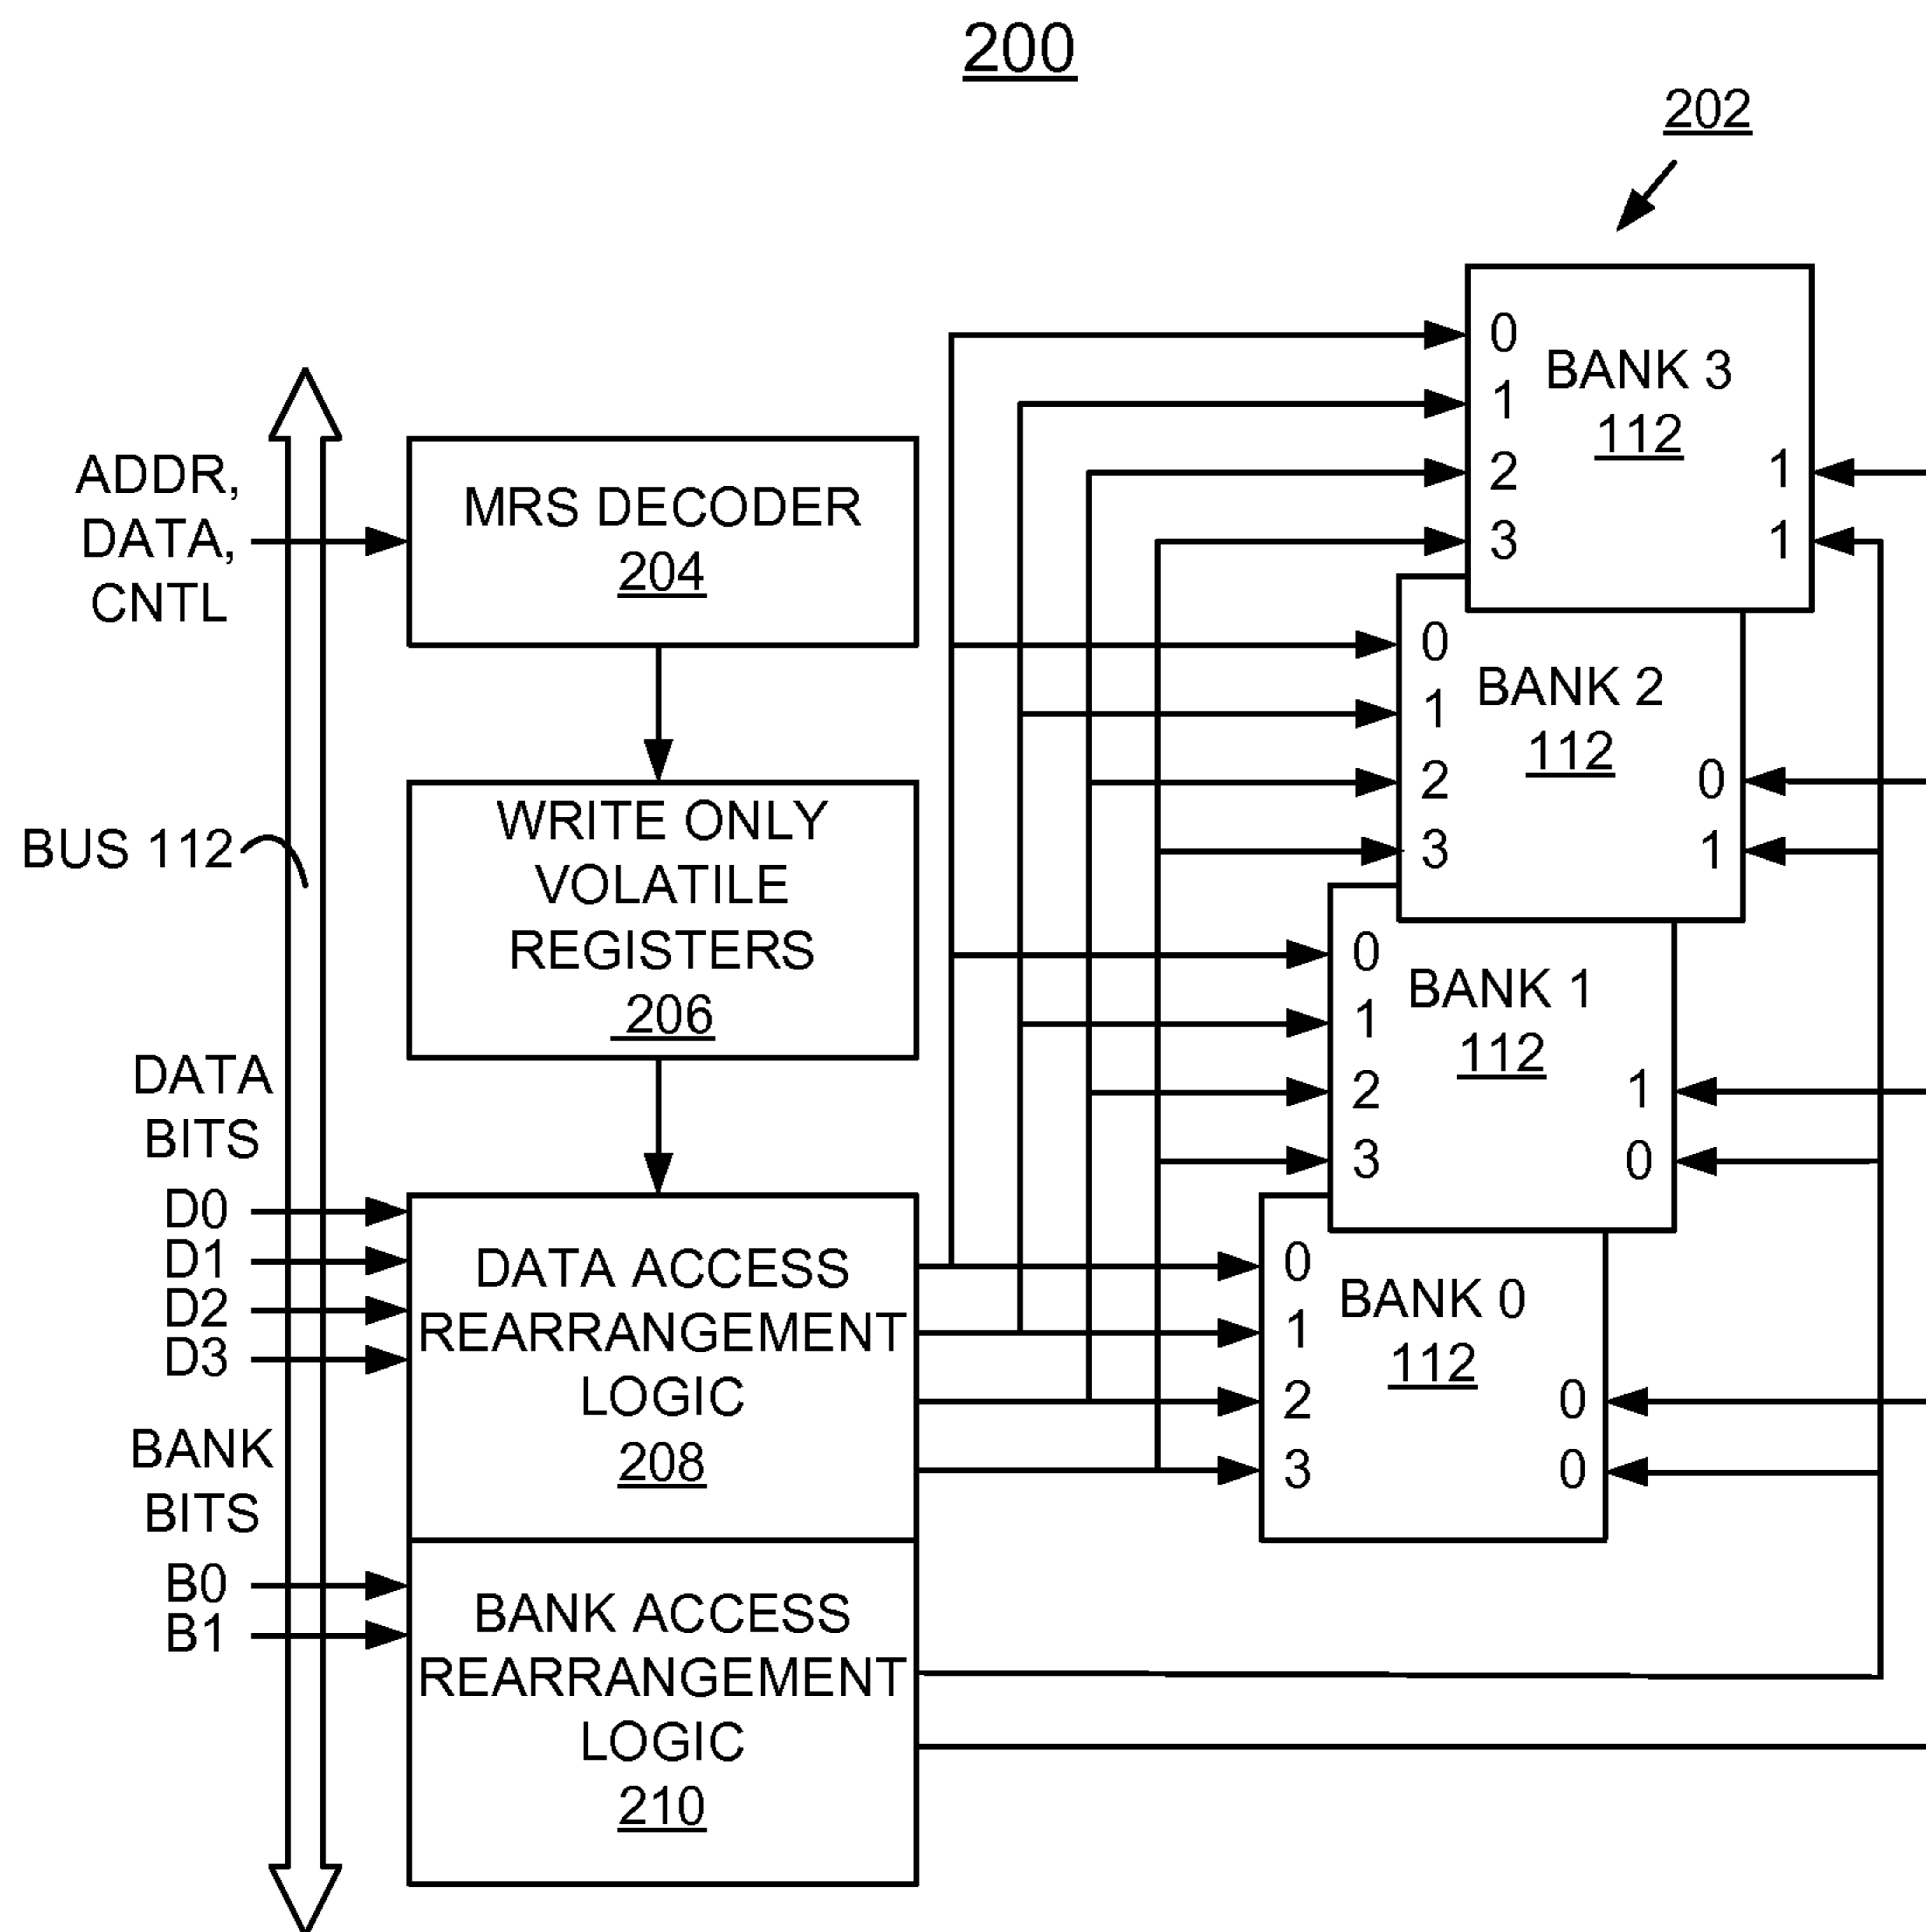 200
202
ADDR,
DATA,
CNTL
MRS DECODER
204
BUS 112
WRITE ONLY
VOLATILE
REGISTERS
206
DATA
BITS
D0
D1
D2
D3
DATA ACCESS
REARRANGEMENT
LOGIC
208
BANK
BITS
B0
B1
BANK ACCESS
REARRANGEMENT
LOGIC
210
0
1
2
3
BANK 3
112
1
1
0
1
2
3
BANK 2
112
0
1
0
1
2
3
BANK 1
112
1
0
0
1
2
3
BANK 0
112
0
0